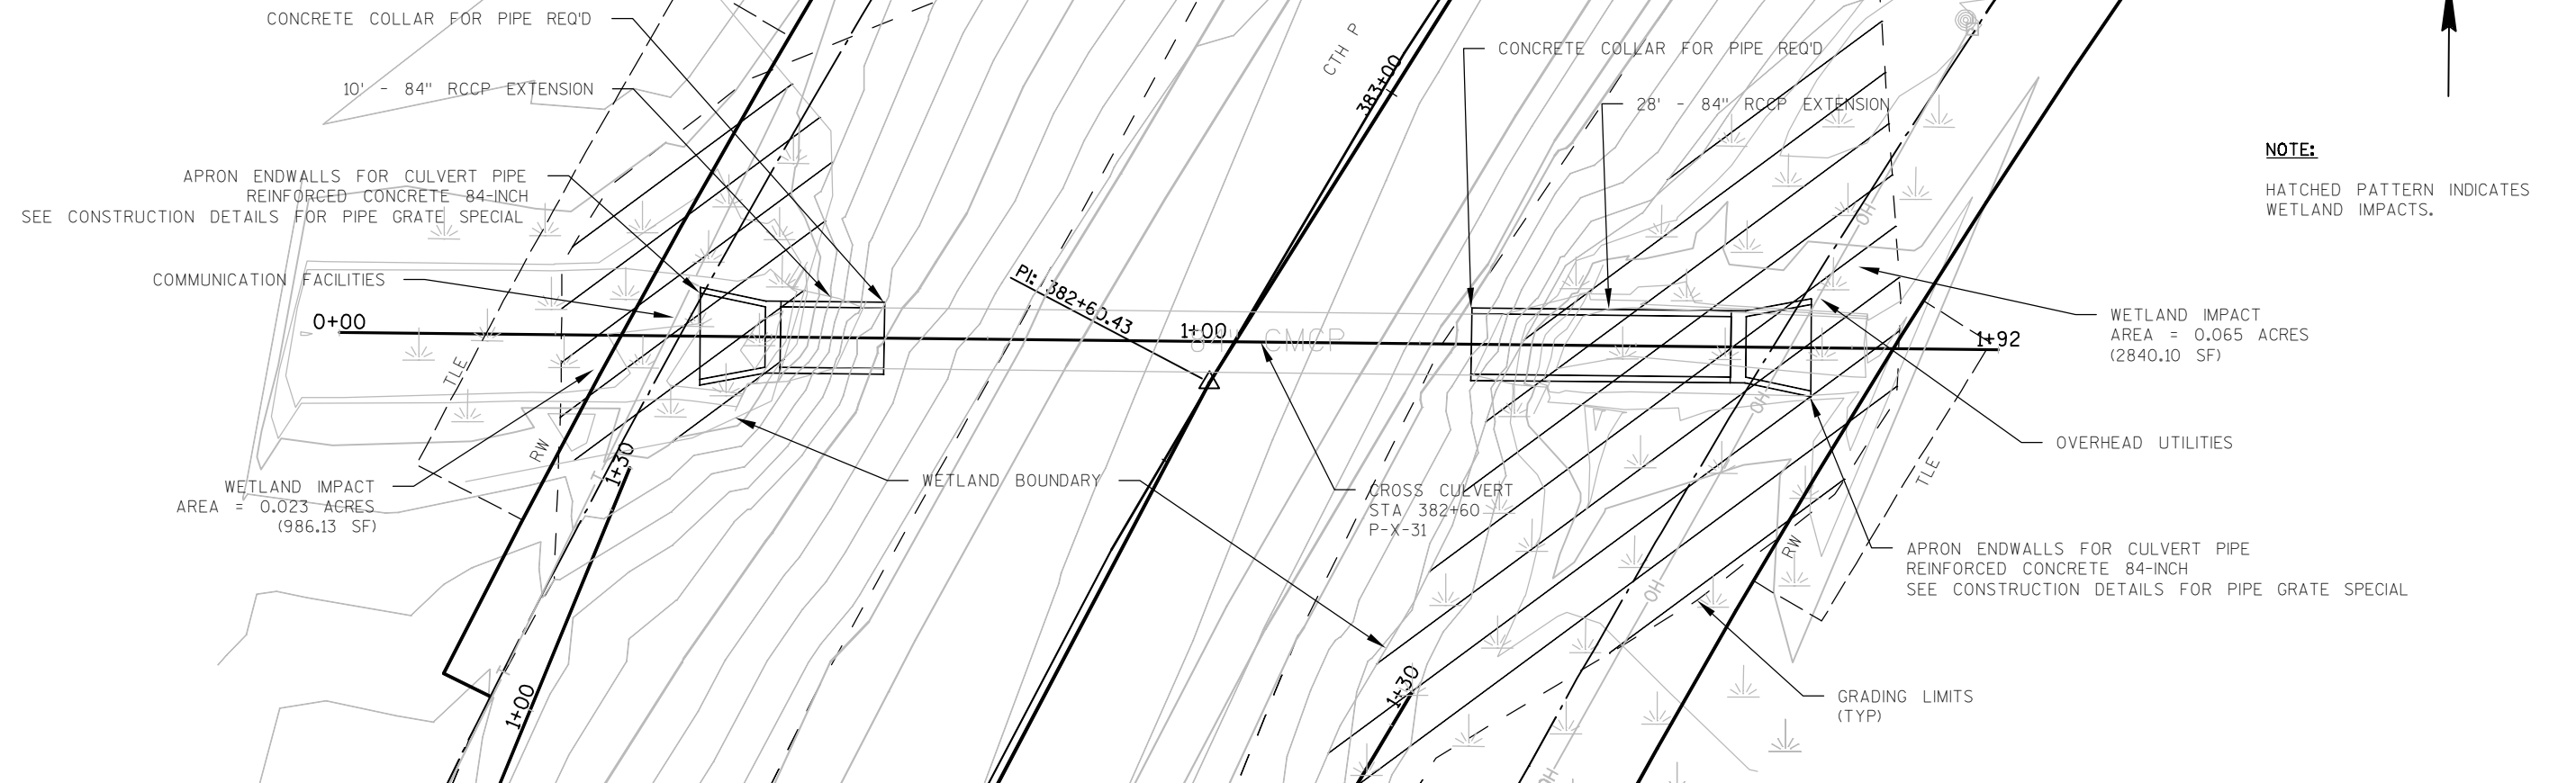 CONCRETE COLLAR FOR PIPE REQ'D
10' - 84" RCCP EXTENSION
APRON ENDWALLS FOR CULVERT PIPE
REINFORCED CONCRETE 84-INCH
SEE CONSTRUCTION DETAILS FOR PIPE GRATE SPECIAL
COMMUNICATION FACILITIES
0+00
TLE
RW
1+30
T
WETLAND IMPACT
AREA = 0.023 ACRES
(986.13 SF)
T
1+00
WETLAND BOUNDARY
CTH P
383+00
PI: 382+60.43
1+00
84" CMCP
CROSS CULVERT
STA 382+60
P-X-31
CONCRETE COLLAR FOR PIPE REQ'D
28' - 84" RCCP EXTENSION
OH
OH
OH
OH
1+30
RW
TLE
1+92
NOTE:
HATCHED PATTERN INDICATES
WETLAND IMPACTS.
WETLAND IMPACT
AREA = 0.065 ACRES
(2840.10 SF)
OVERHEAD UTILITIES
APRON ENDWALLS FOR CULVERT PIPE
REINFORCED CONCRETE 84-INCH
SEE CONSTRUCTION DETAILS FOR PIPE GRATE SPECIAL
GRADING LIMITS
(TYP)